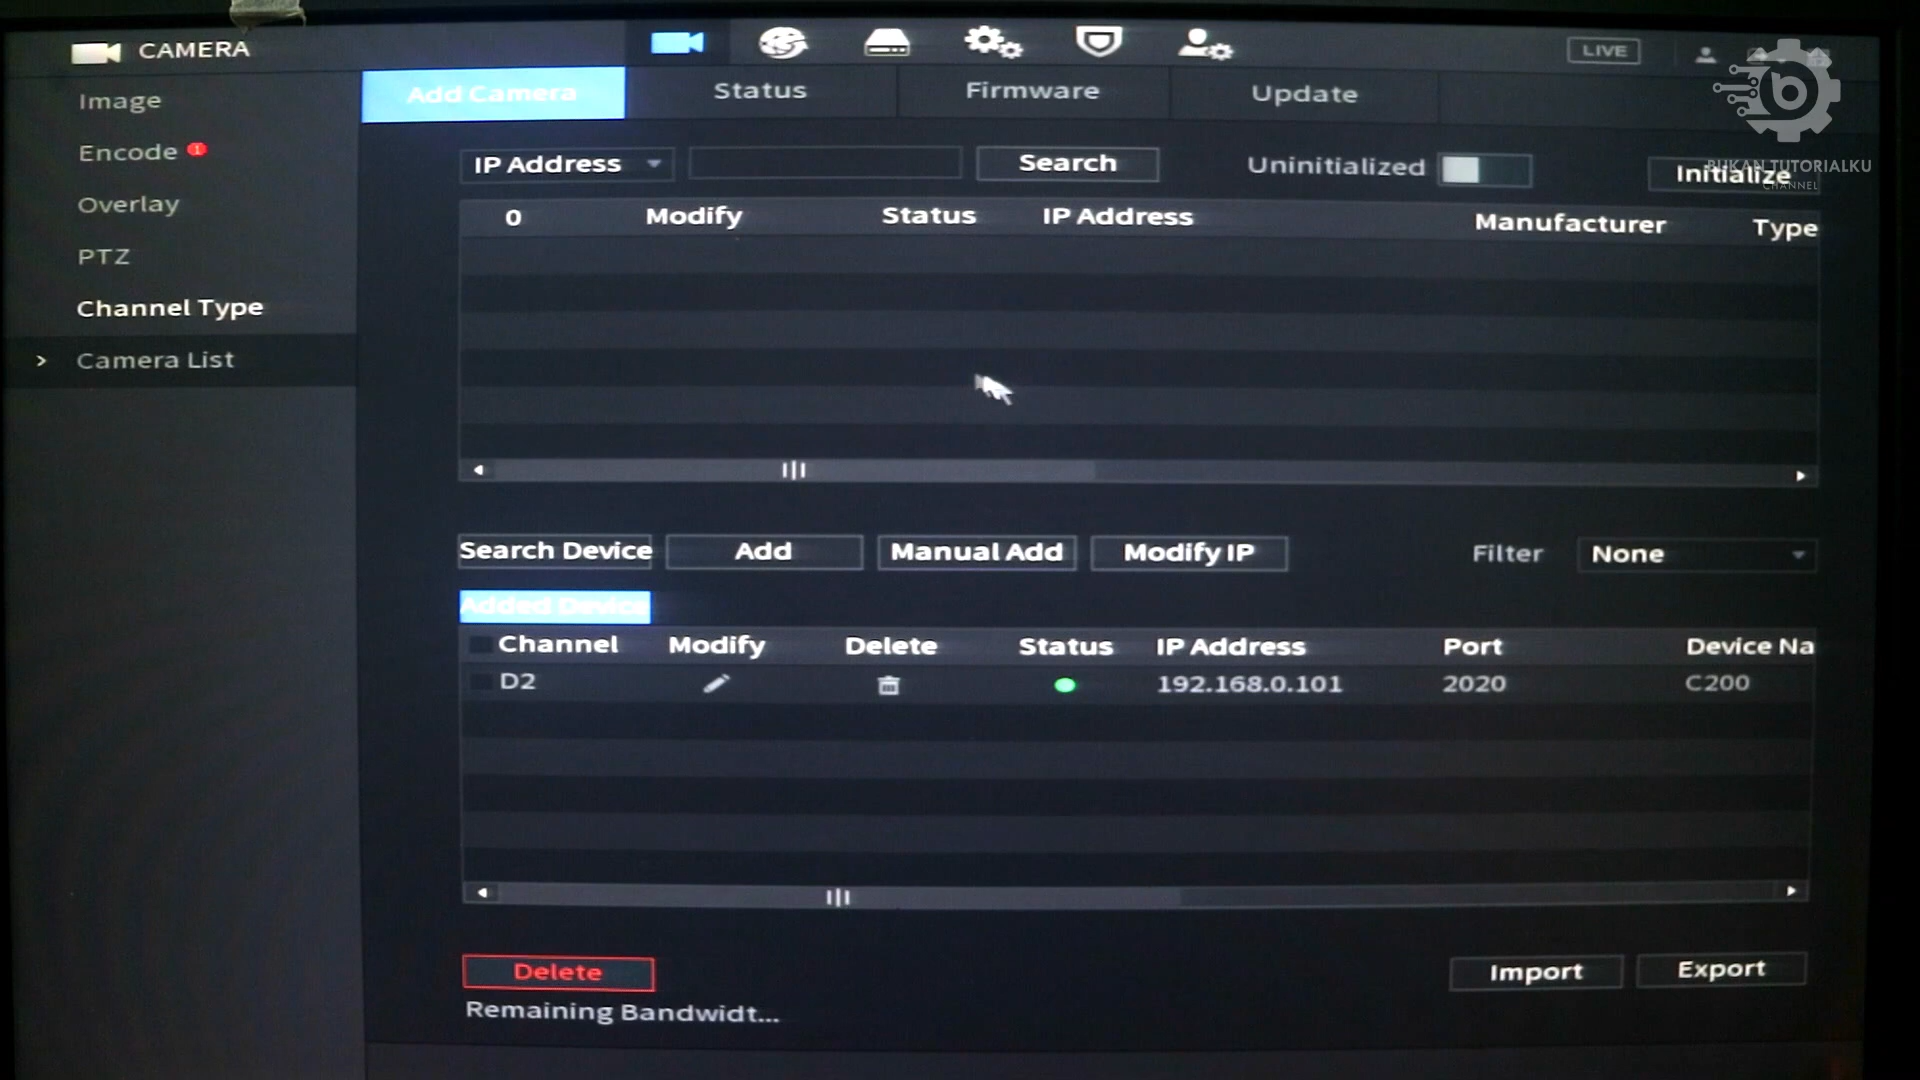 CAMERA
LIVE
Image
Encode
Overlay
PTZ
Channel Type
> Camera List
Add Camera Status Firmware Update
IP Address Search Uninitialized Initialize
BUKAN TUTORIALKU
CHANNEL
0 Modify Status IP Address Manufacturer Type
Search Device Add Manual Add Modify IP Filter None
Added Device
Channel Modify Delete Status IP Address Port Device Na
D2 192.168.0.101 2020 C200
Delete Import Export
Remaining Bandwidt...